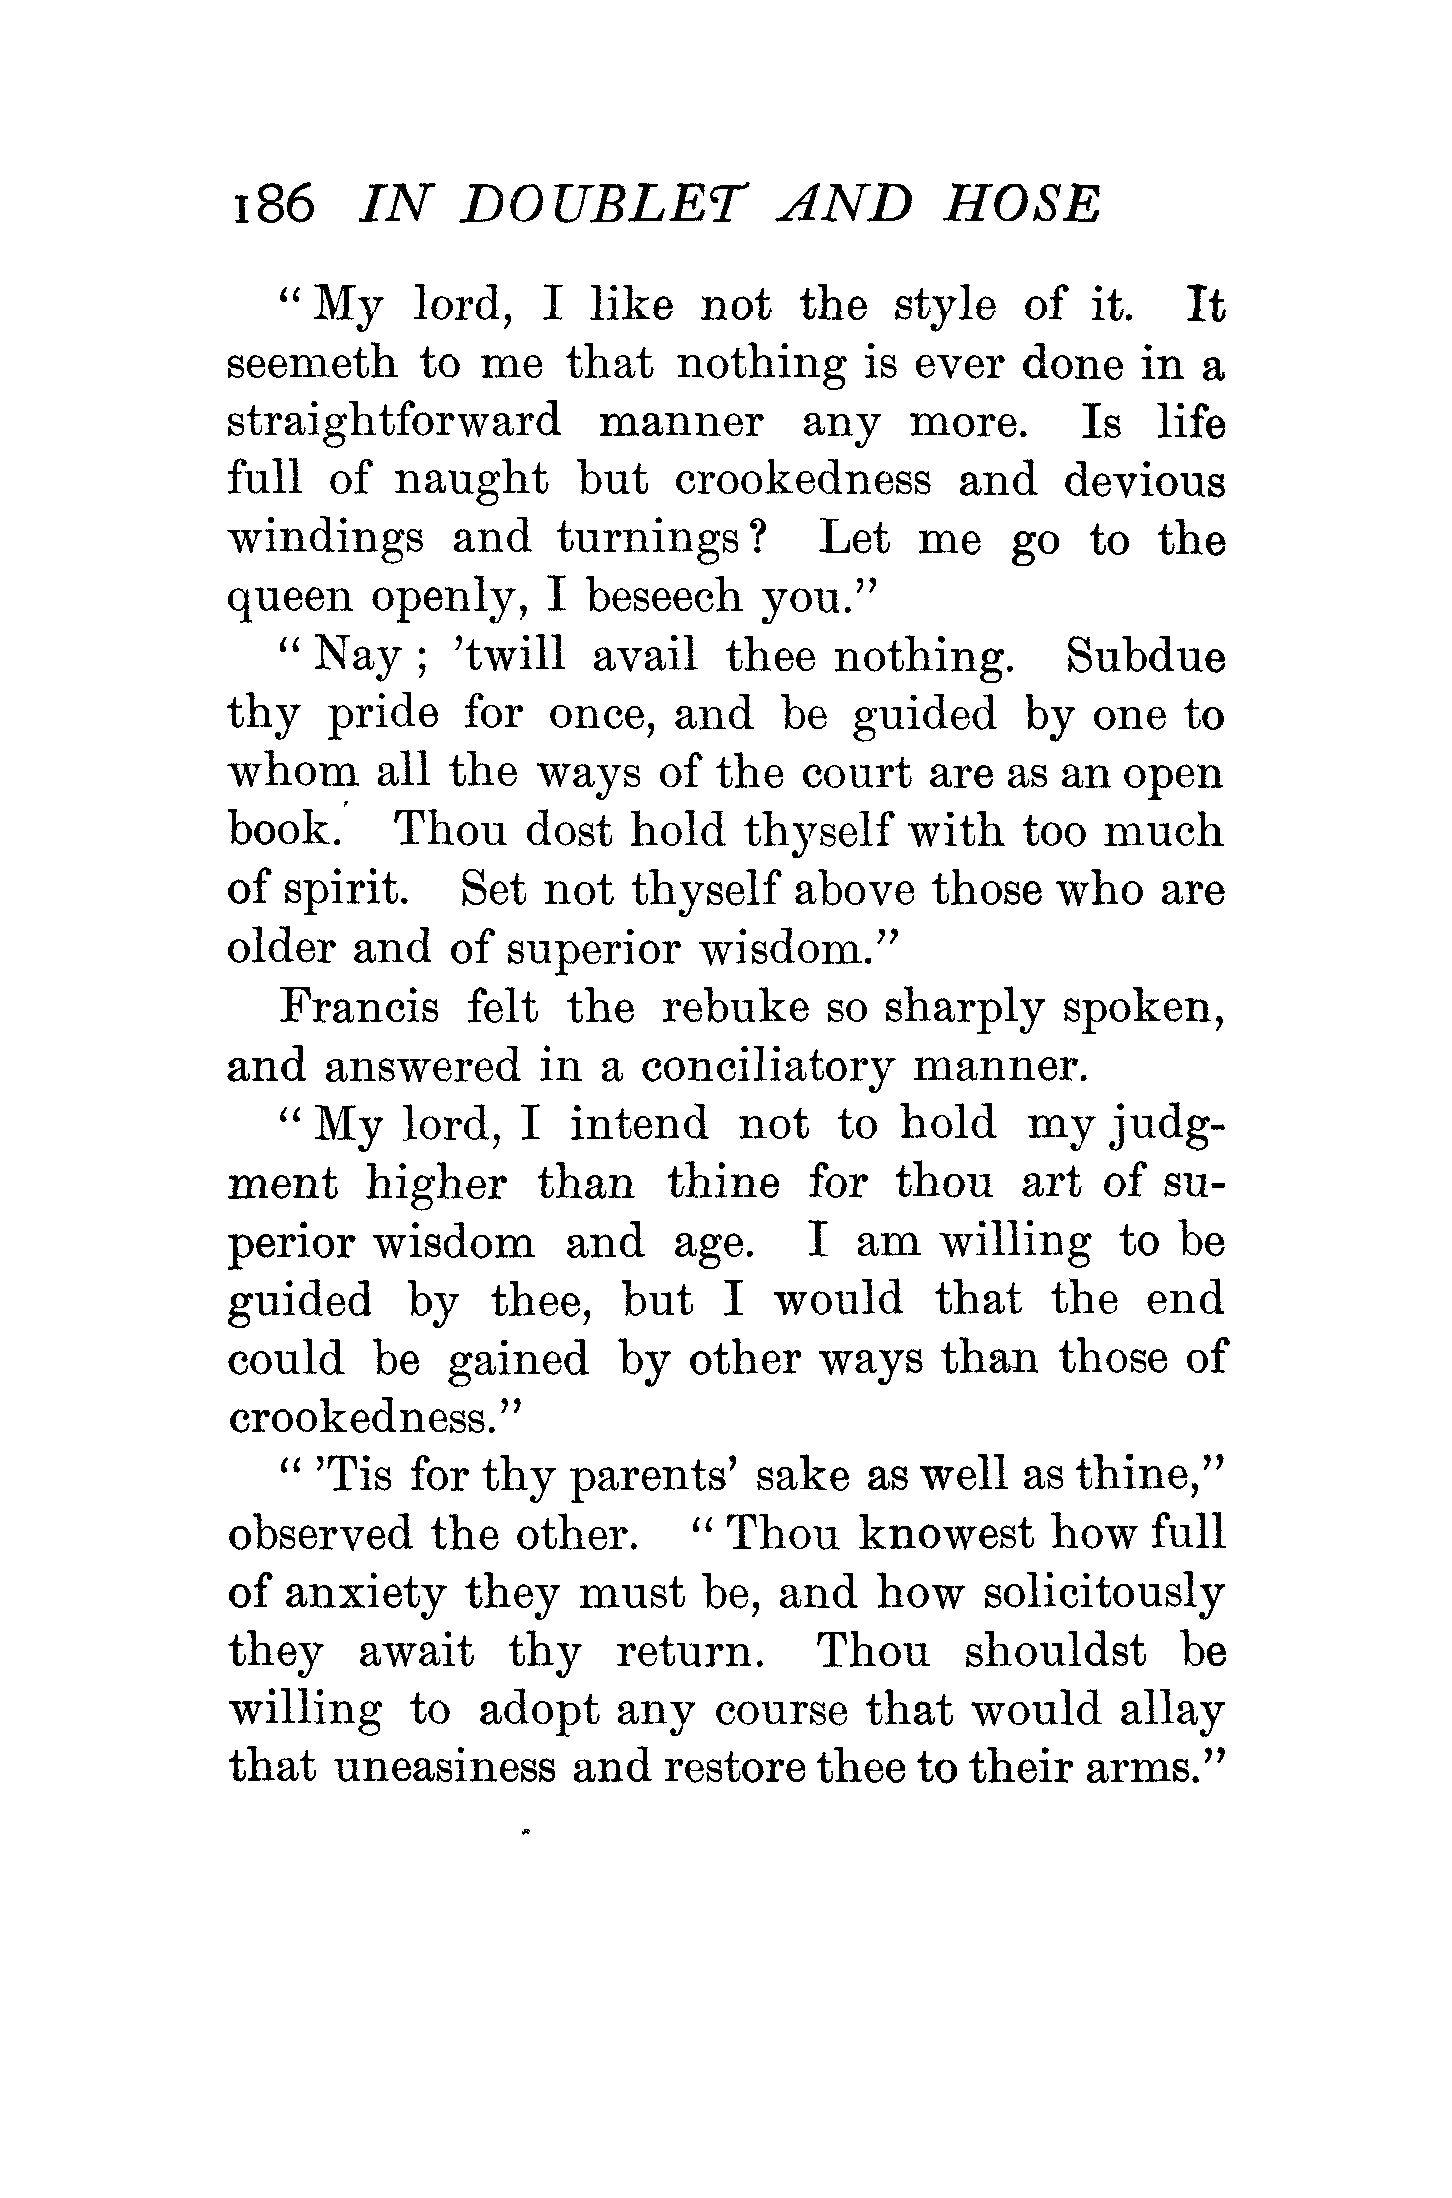 186 IN DOUBLET AND HOSE
“ My lord, I like not the style of it. It
seemeth to me that nothing is ever done in a
straightforward manner any more. Is life
full of naught but crookedness and devious
windings and turnings? Let me go to the
queen openly, I beseech you.”
“ Nay ; ’twill avail thee nothing. Subdue
thy pride for once, and be guided by one to
whom all the ways of the court are as an open
book. Thou dost hold thyself with too much
of spirit. Set not thyself above those who are
older and of superior wisdom.”
Francis felt the rebuke so sharply spoken,
and answered in a conciliatory manner.
“ My lord, I intend not to hold my judg-
ment higher than thine for thou art of su-
perior wisdom and age. I am willing to be
guided by thee, but I would that the end
could be gained by other ways than those of
crookedness.”
“ ’Tis for thy parents’ sake as well as thine,”
observed the other. “ Thou knowest how full
of anxiety they must be, and how solicitously
they await thy return. Thou shouldst be
willing to adopt any course that would allay
that uneasiness and restore thee to their arms.”